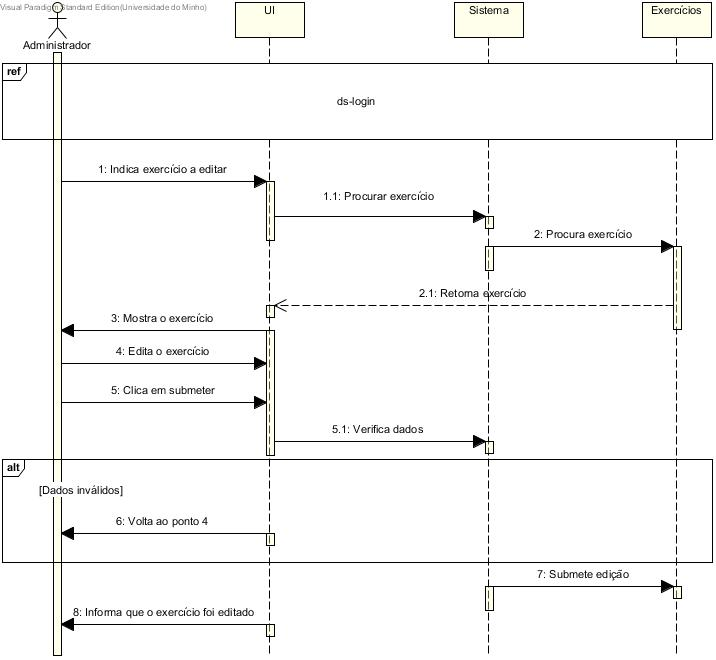 Visual Paradigm Standard Edition(Universidade do Minho)
UI
Sistema
Exercícios
Administrador
ref
ds-login
1: Indica exercício a editar
1.1: Procurar exercício
2: Procura exercício
2.1: Retorna exercício
3: Mostra o exercício
4: Edita o exercício
5: Clica em submeter
5.1: Verifica dados
alt
[Dados inválidos]
6: Volta ao ponto 4
7: Submete edição
8: Informa que o exercício foi editado